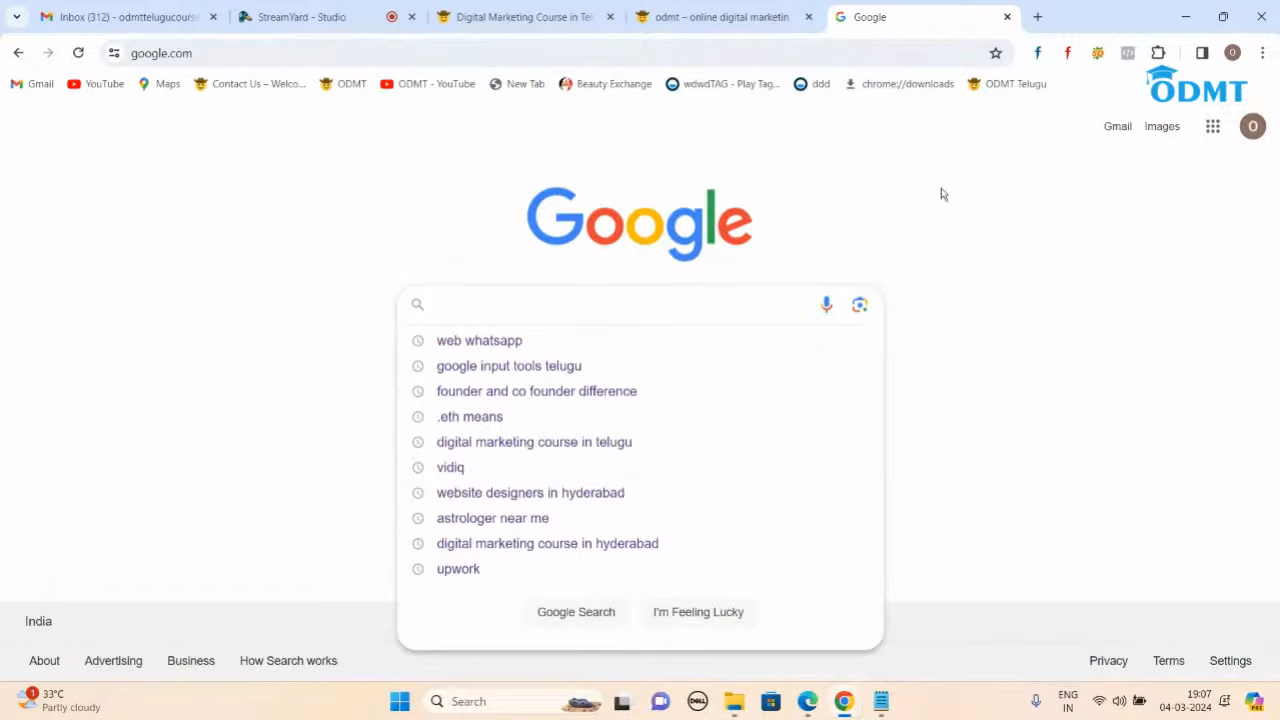 Inbox (312) - odmttelugucours
StreamYard - Studio
Digital Marketing Course in Te
odmt – online digital marketin
Google
google.com
Gmail
YouTube
Maps
Contact Us – Welco...
ODMT
ODMT - YouTube
New Tab
Beauty Exchange
wdwdTAG - Play Tag...
ddd
chrome://downloads
ODMT Telugu
ODMT
Gmail
Images
O
Google
web whatsapp
google input tools telugu
founder and co founder difference
.eth means
digital marketing course in telugu
vidiq
website designers in hyderabad
astrologer near me
digital marketing course in hyderabad
upwork
Google Search
I'm Feeling Lucky
India
About
Advertising
Business
How Search works
Privacy
Terms
Settings
1
33°C
Partly cloudy
Search
DELL
ENG
IN
19:07
04-03-2024